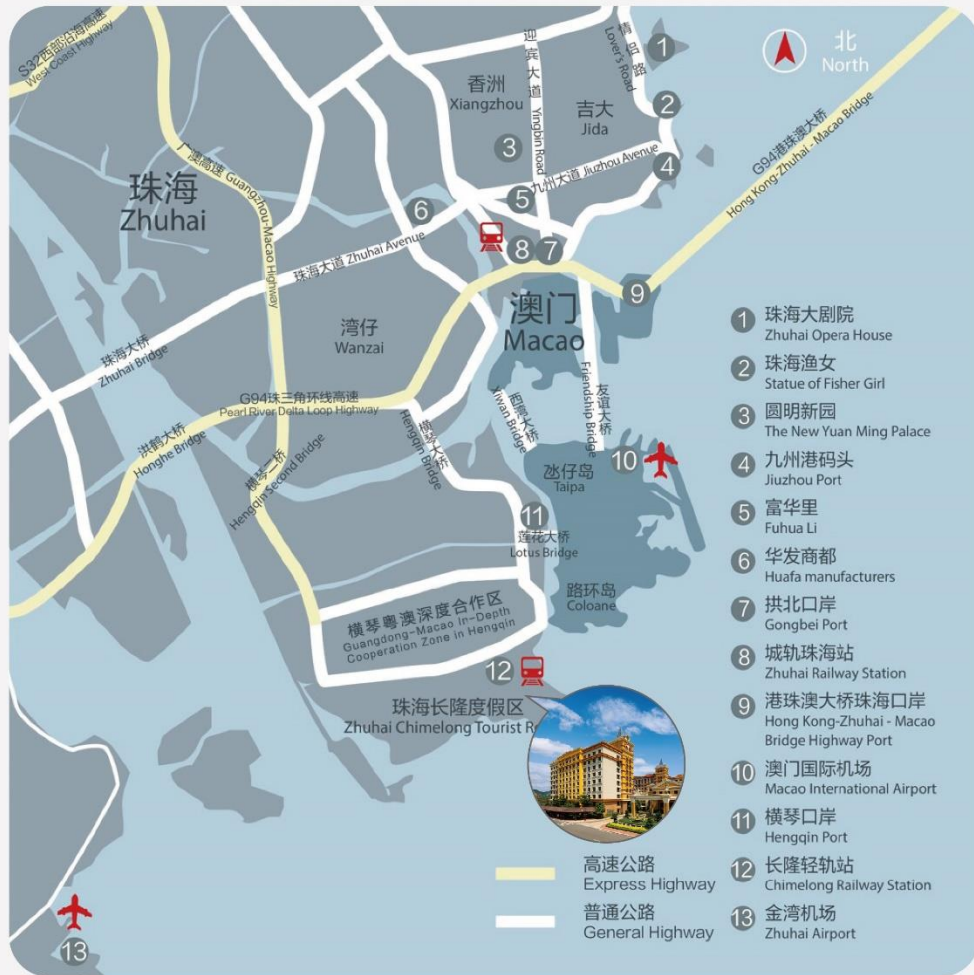 S32西部沿海高速
West Coast Highway
珠海
Zhuhai
广澳高速 Guangzhou-Macao Highway
香洲
Xiangzhou
迎宾大道 Yingbin Road
吉大
Jida
情侣路
Lover's Road
北
North
G94港珠澳大桥
Hong Kong-Zhuhai - Macao Bridge
九州大道 Jiuzhou Avenue
珠海大道 Zhuhai Avenue
珠海大桥
Zhuhai Bridge
湾仔
Wanzai
澳门
Macao
G94珠三角环线高速
Pearl River Delta Loop Highway
洪鹤大桥
Honghe Bridge
横琴二桥
Hengqin Second Bridge
横琴大桥
Hengqin Bridge
西湾大桥
Xiwan Bridge
友谊大桥
Friendship Bridge
氹仔岛
Taipa
莲花大桥
Lotus Bridge
路环岛
Coloane
横琴粤澳深度合作区
Guangdong-Macao In-Depth
Cooperation Zone in Hengqin
珠海长隆度假区
Zhuhai Chimelong Tourist
1
2
3
4
5
6
7
8
9
10
11
12
13
高速公路
Express Highway
普通公路
General Highway
1 珠海大剧院
Zhuhai Opera House
2 珠海渔女
Statue of Fisher Girl
3 圆明新园
The New Yuan Ming Palace
4 九州港码头
Jiuzhou Port
5 富华里
Fuhua Li
6 华发商都
Huafa manufacturers
7 拱北口岸
Gongbei Port
8 城轨珠海站
Zhuhai Railway Station
9 港珠澳大桥珠海口岸
Hong Kong-Zhuhai - Macao
Bridge Highway Port
10 澳门国际机场
Macao International Airport
11 横琴口岸
Hengqin Port
12 长隆轻轨站
Chimelong Railway Station
13 金湾机场
Zhuhai Airport